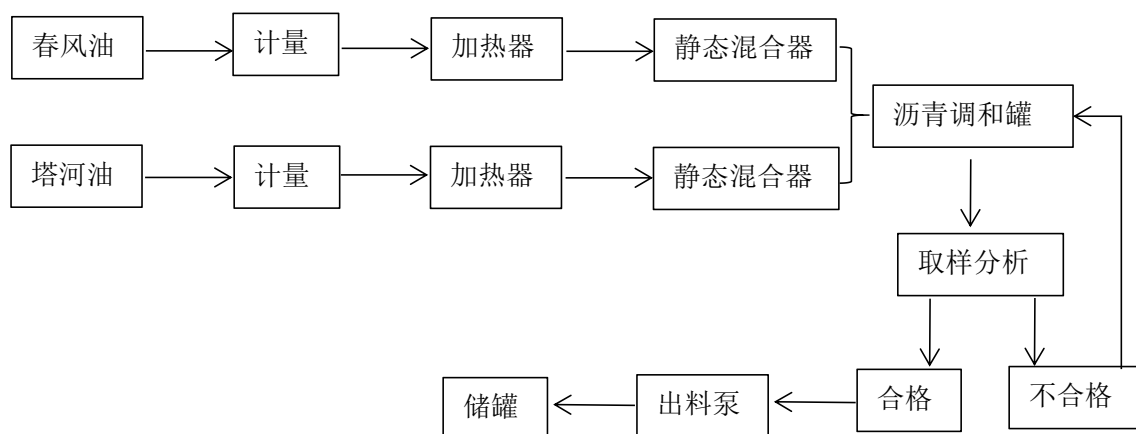 春风油
计量
加热器
静态混合器
沥青调和罐
塔河油
计量
加热器
静态混合器
取样分析
储罐
出料泵
合格
不合格